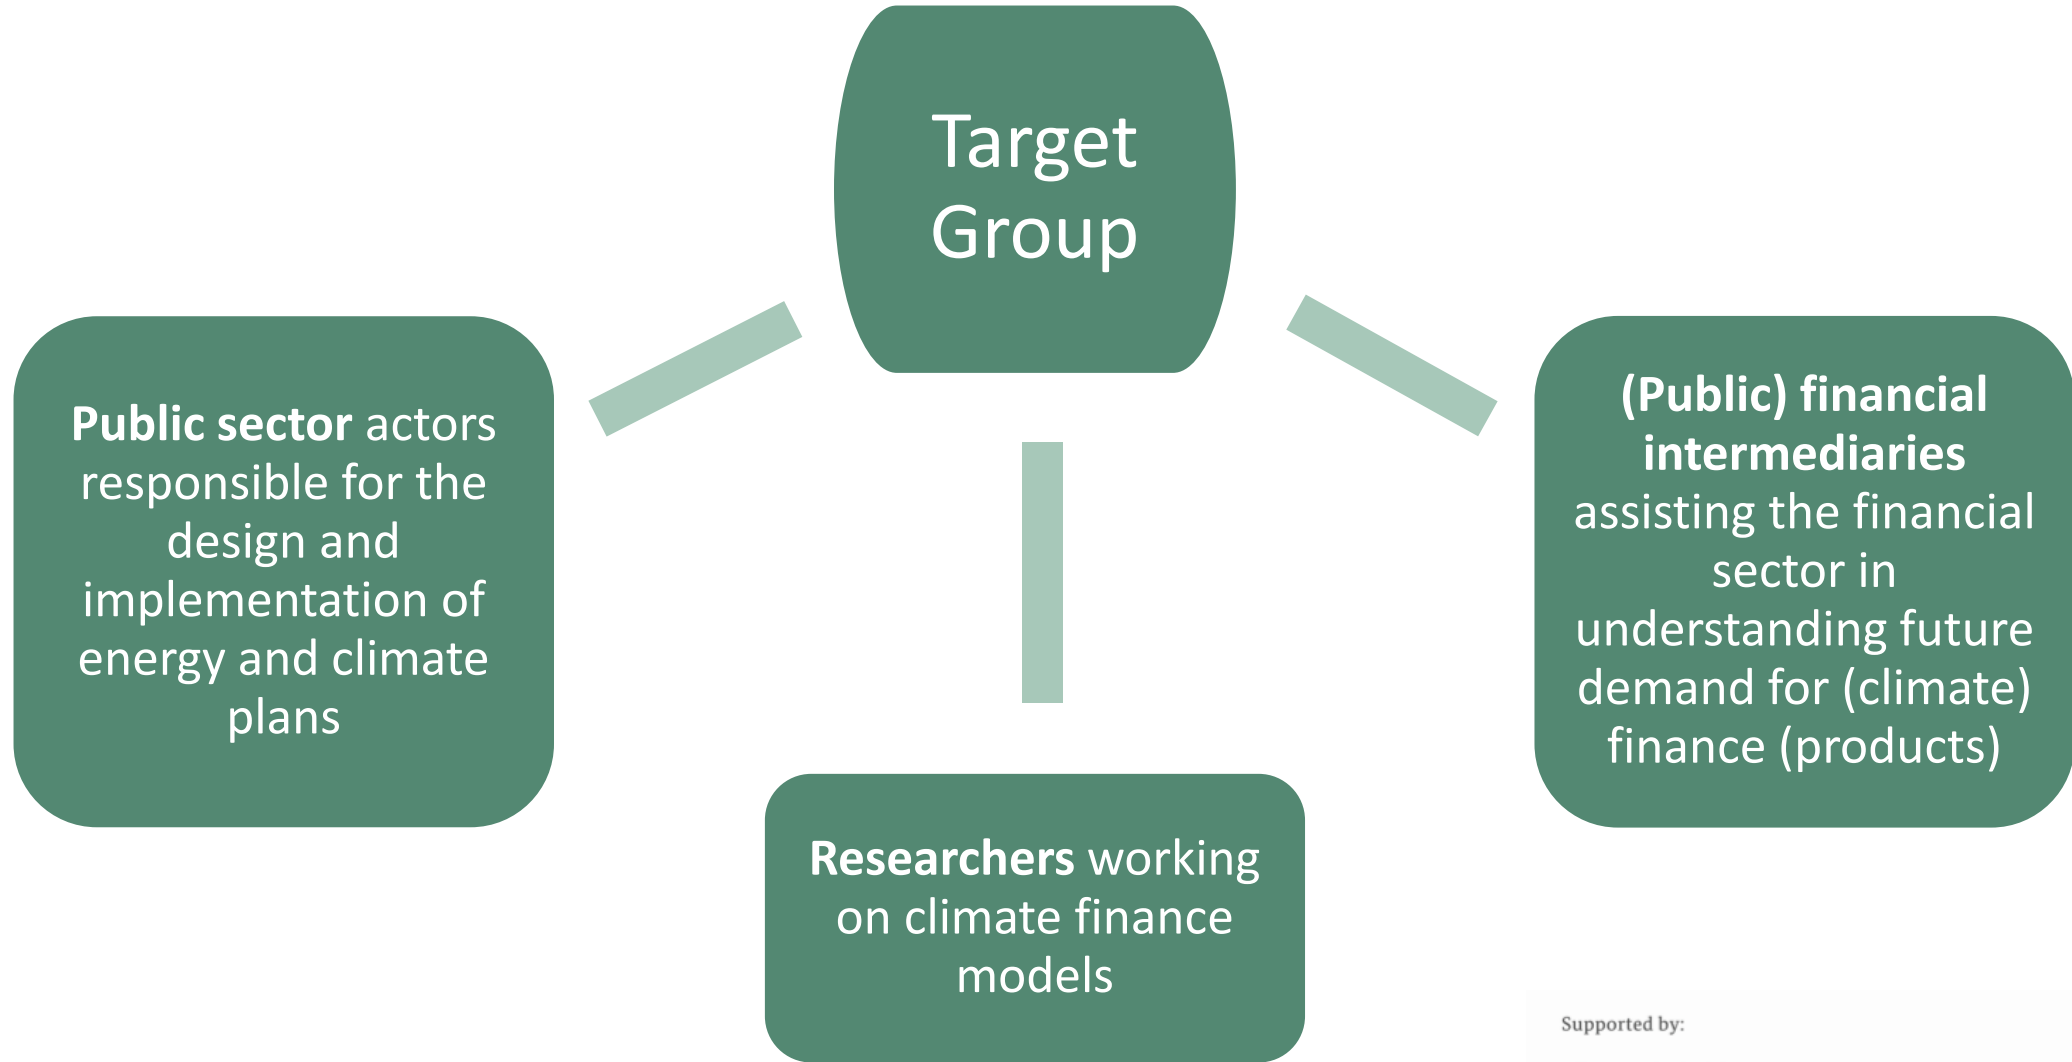 Target
Group
Public sector actors
responsible for the
design and
implementation of
energy and climate
plans
Researchers working
on climate finance
models
(Public) financial
intermediaries
assisting the financial
sector in
understanding future
demand for (climate)
finance (products)
Supported by: